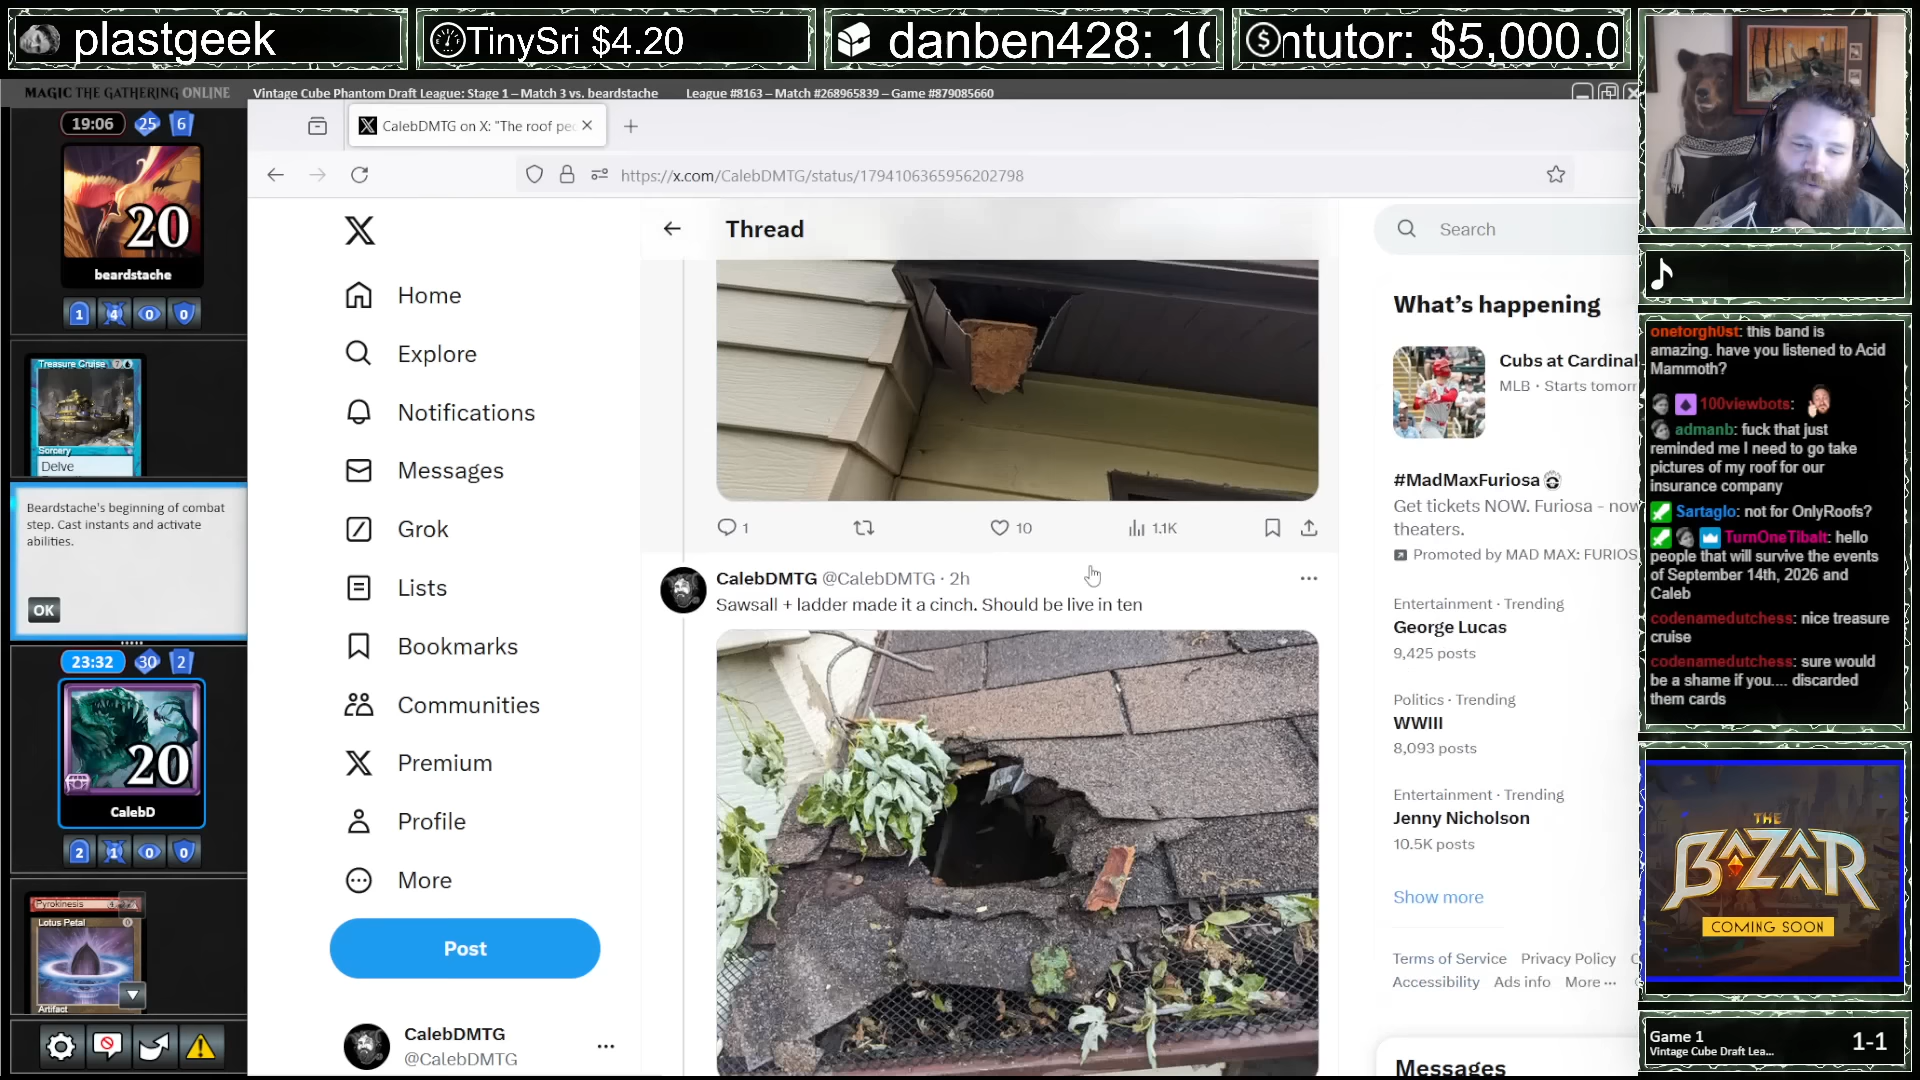 plastgeek
TinySri $4.20
danben428: 10
ntutor: $5,000.0
MAGIC THE GATHERING ONLINE
Vintage Cube Phantom Draft League: Stage 1 – Match 3 vs. beardstache
League #8163 – Match #268965839 – Game #879085660
19:06
25
6
20
beardstache
1
4
0
0
Treasure Cruise
Sorcery
Delve
Beardstache's beginning of combat
step. Cast instants and activate
abilities.
OK
23:32
30
2
20
CalebD
2
1
0
0
Pyrokinesis
Lotus Petal
Artifact
CalebDMTG on X: "The roof pe
https://x.com/CalebDMTG/status/1794106365956202798
Home
Explore
Notifications
Messages
Grok
Lists
Bookmarks
Communities
Premium
Profile
More
Post
CalebDMTG
@CalebDMTG
Thread
1
10
1.1K
CalebDMTG @CalebDMTG · 2h
Sawsall + ladder made it a cinch. Should be live in ten
Search
What's happening
Cubs at Cardinal
MLB · Starts tomorr
#MadMaxFuriosa
Get tickets NOW. Furiosa - now
theaters.
Promoted by MAD MAX: FURIOS
Entertainment · Trending
George Lucas
9,425 posts
Politics · Trending
WWIII
8,093 posts
Entertainment · Trending
Jenny Nicholson
10.5K posts
Show more
Terms of Service Privacy Policy C
Accessibility Ads info More ···
Messages
oneforgh0st: this band is
amazing. have you listened to Acid
Mammoth?
100viewbots:
admanb: fuck that just
reminded me I need to go take
pictures of my roof for our
insurance company
Sartaglo: not for OnlyRoofs?
TurnOneTibalt: hello
people that will survive the events
of September 14th, 2026 and
Caleb
codenamedutchess: nice treasure
cruise
codenamedutchess: sure would
be a shame if you.... discarded
them cards
THE
BAZAAR
COMING SOON
Game 1
Vintage Cube Draft Lea...
1-1